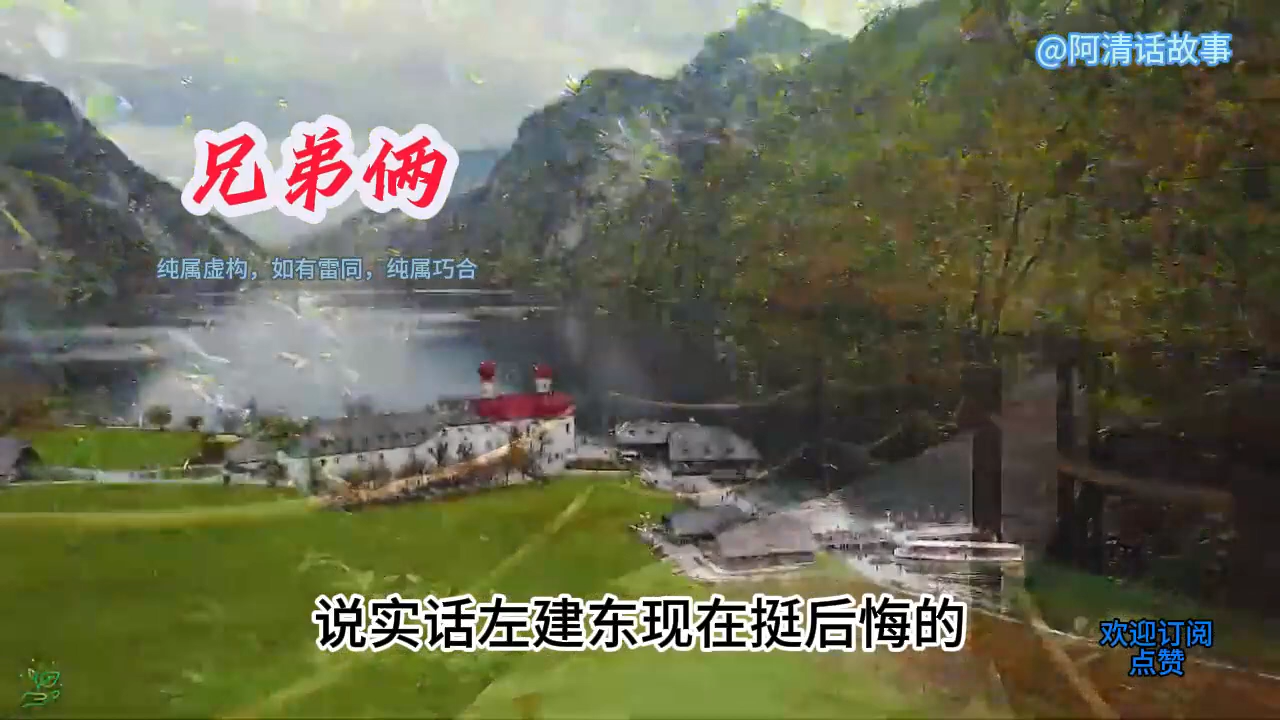 @阿清话故事
兄弟俩
纯属虚构，如有雷同，纯属巧合
说实话左建东现在挺后悔的
欢迎订阅
点赞